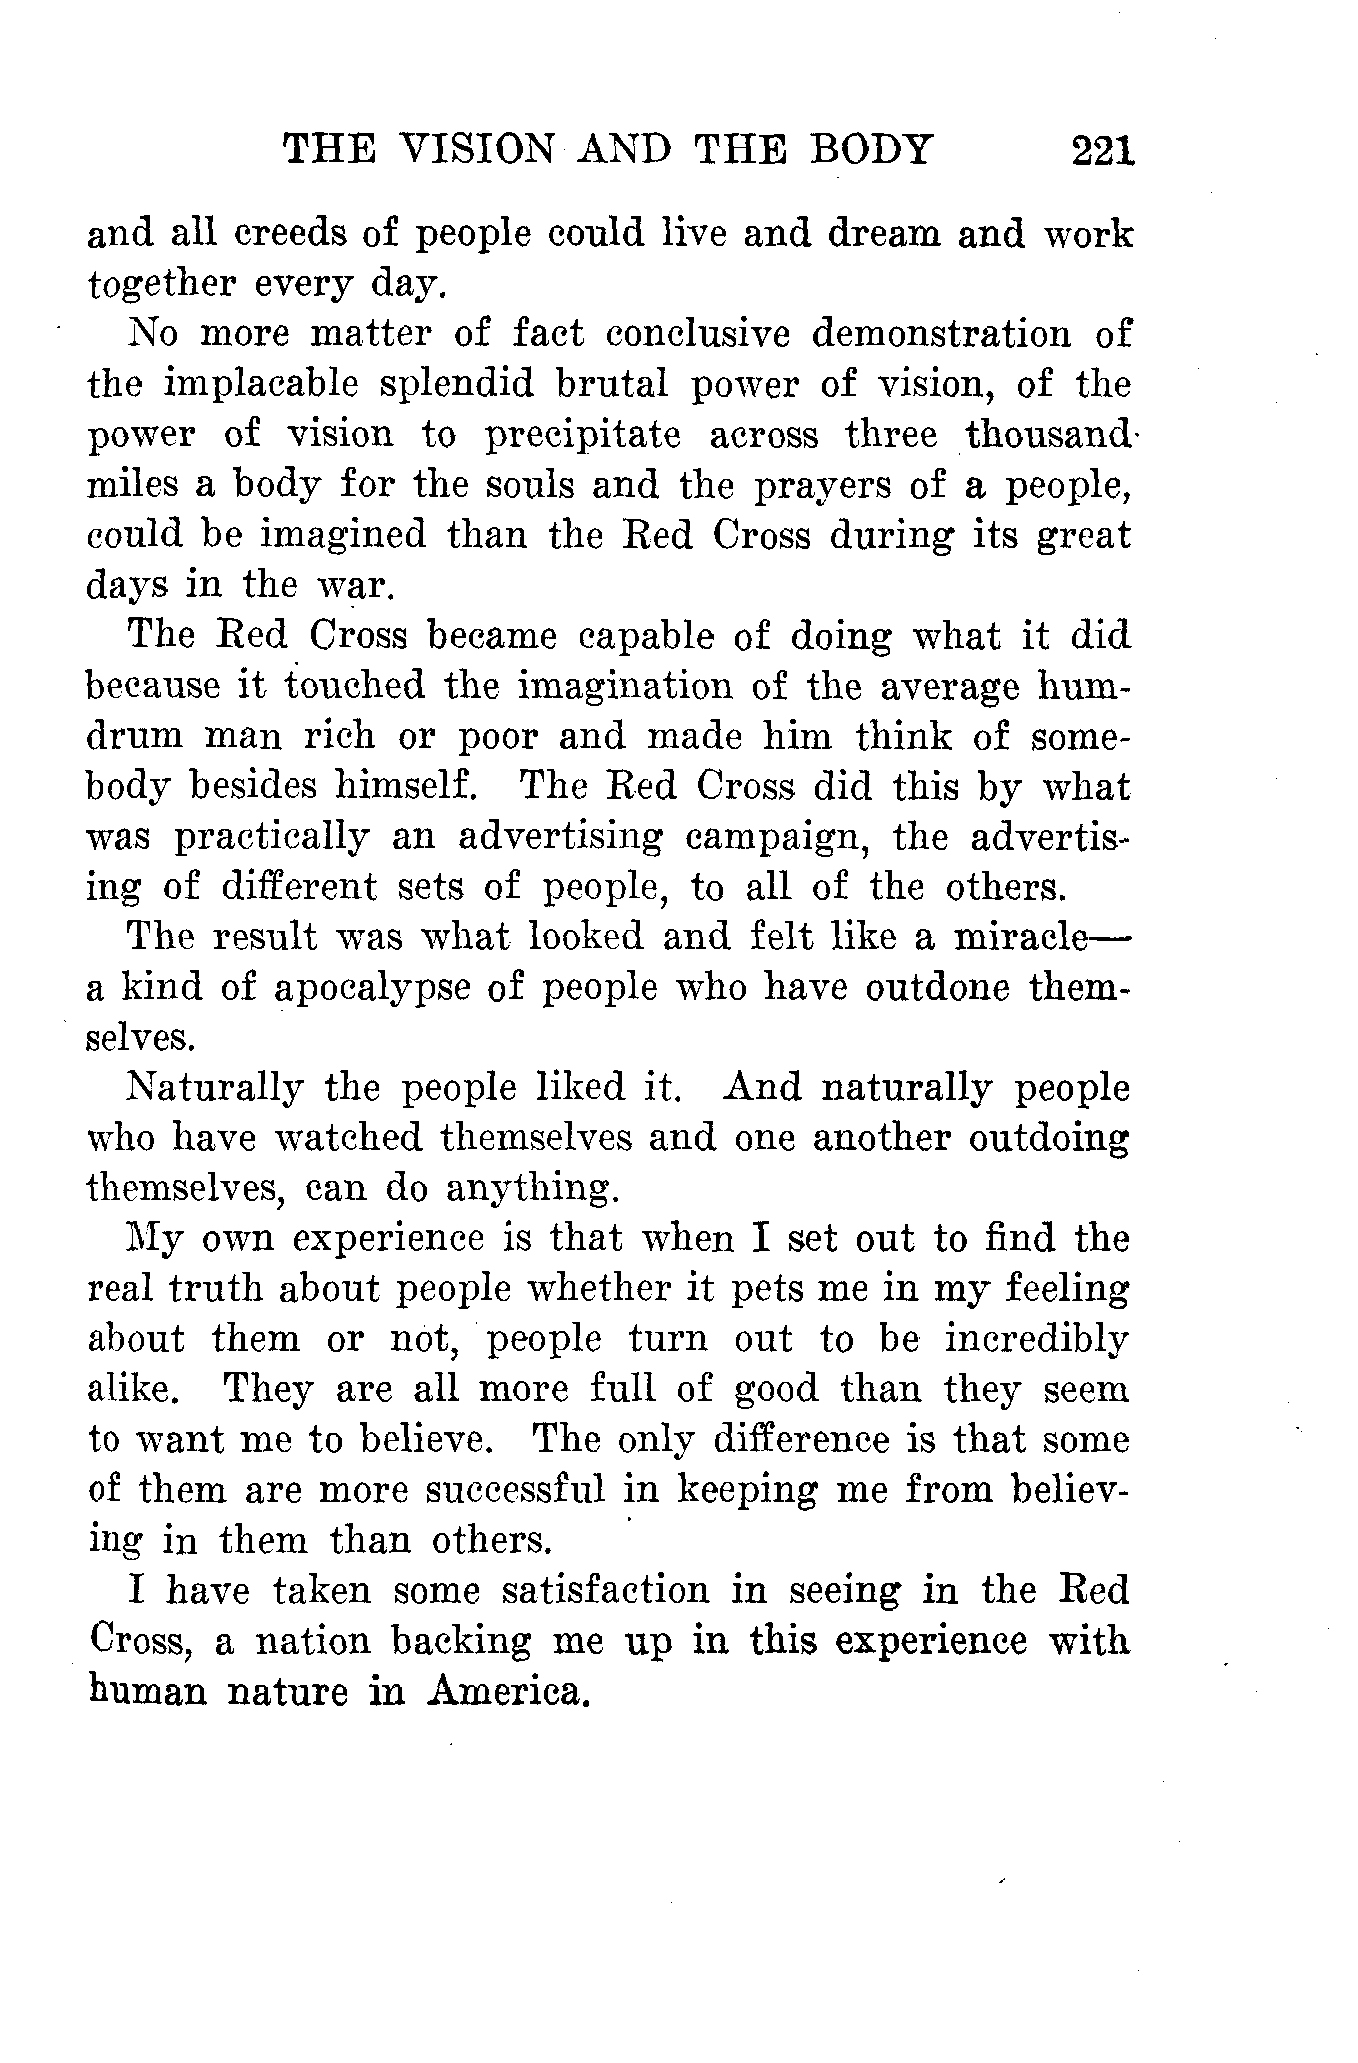 THE VISION AND THE BODY 221
and all creeds of people could live and dream and work
together every day.
No more matter of fact conclusive demonstration of
the implacable splendid brutal power of vision, of the
power of vision to precipitate across three thousand
miles a body for the souls and the prayers of a people,
could be imagined than the Red Cross during its great
days in the war.
The Red Cross became capable of doing what it did
because it touched the imagination of the average hum-
drum man rich or poor and made him think of some-
body besides himself. The Red Cross did this by what
was practically an advertising campaign, the advertis-
ing of different sets of people, to all of the others.
The result was what looked and felt like a miracle—
a kind of apocalypse of people who have outdone them-
selves.
Naturally the people liked it. And naturally people
who have watched themselves and one another outdoing
themselves, can do anything.
My own experience is that when I set out to find the
real truth about people whether it pets me in my feeling
about them or not, people turn out to be incredibly
alike. They are all more full of good than they seem
to want me to believe. The only difference is that some
of them are more successful in keeping me from believ-
ing in them than others.
I have taken some satisfaction in seeing in the Red
Cross, a nation backing me up in this experience with
human nature in America.